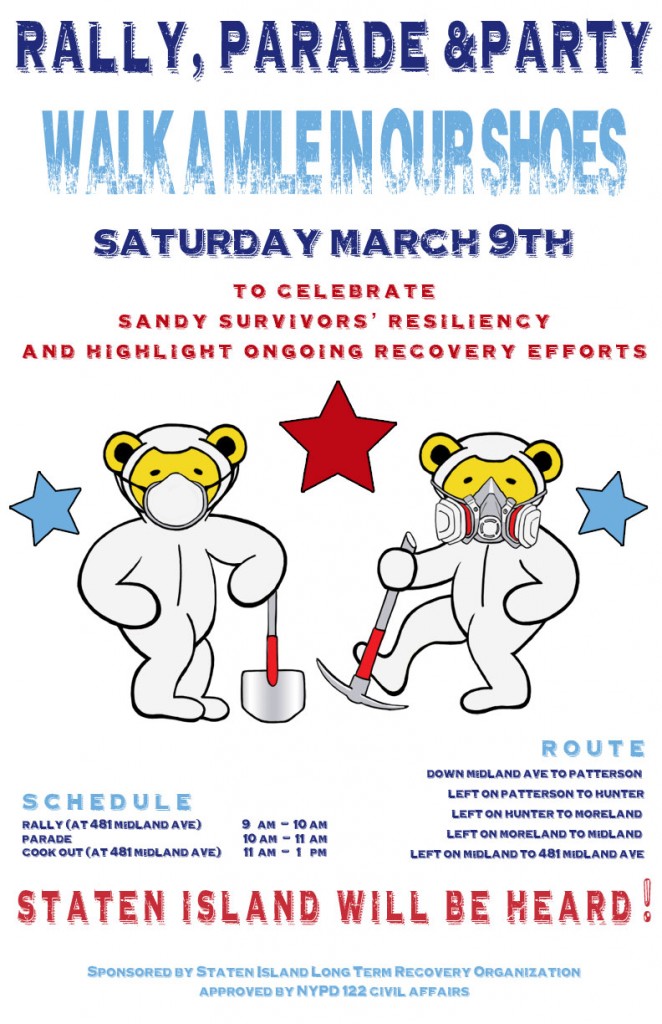 RALLY, PARADE &PARTY
WALK A MILE IN OUR SHOES
SATURDAY MARCH 9TH
TO CELEBRATE
SANDY SURVIVORS' RESILIENCY
AND HIGHLIGHT ONGOING RECOVERY EFFORTS
SCHEDULE
RALLY (AT 481 MIDLAND AVE) 9 AM – 10 AM
PARADE 10 AM – 11 AM
COOK OUT (AT 481 MIDLAND AVE) 11 AM – 1 PM
ROUTE
DOWN MIDLAND AVE TO PATTERSON
LEFT ON PATTERSON TO HUNTER
LEFT ON HUNTER TO MORELAND
LEFT ON MORELAND TO MIDLAND
LEFT ON MIDLAND TO 481 MIDLAND AVE
STATEN ISLAND WILL BE HEARD!
SPONSORED BY STATEN ISLAND LONG TERM RECOVERY ORGANIZATION
APPROVED BY NYPD 122 CIVIL AFFAIRS